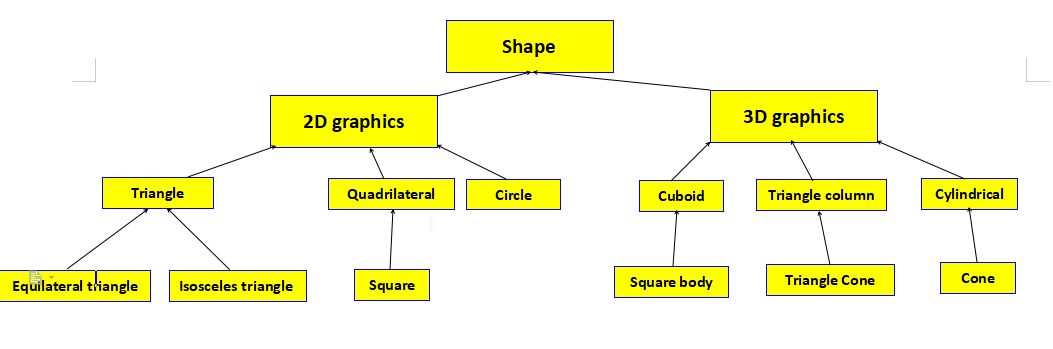 Shape
2D graphics
3D graphics
Triangle
Quadrilateral
Circle
Cuboid
Triangle column
Cylindrical
Equilateral triangle
Isosceles triangle
Square
Square body
Triangle Cone
Cone